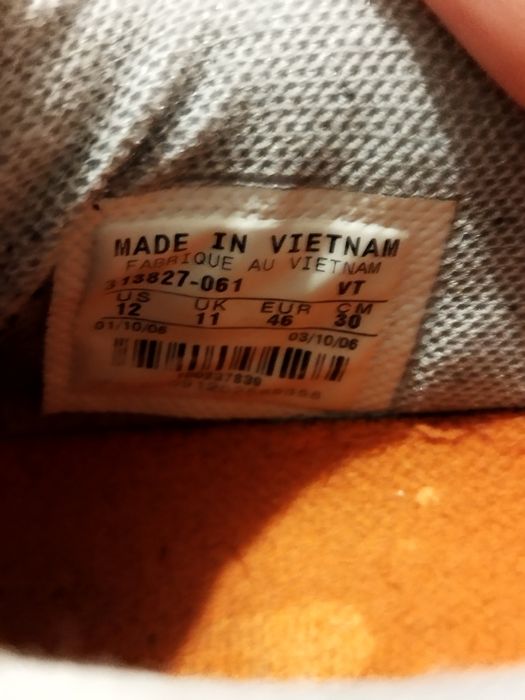 MADE IN VIETNAM
FABRIQUE AU VIETNAM
313827-061 VT
US UK EUR CM
12 11 46 30
01/10/06 03/10/06